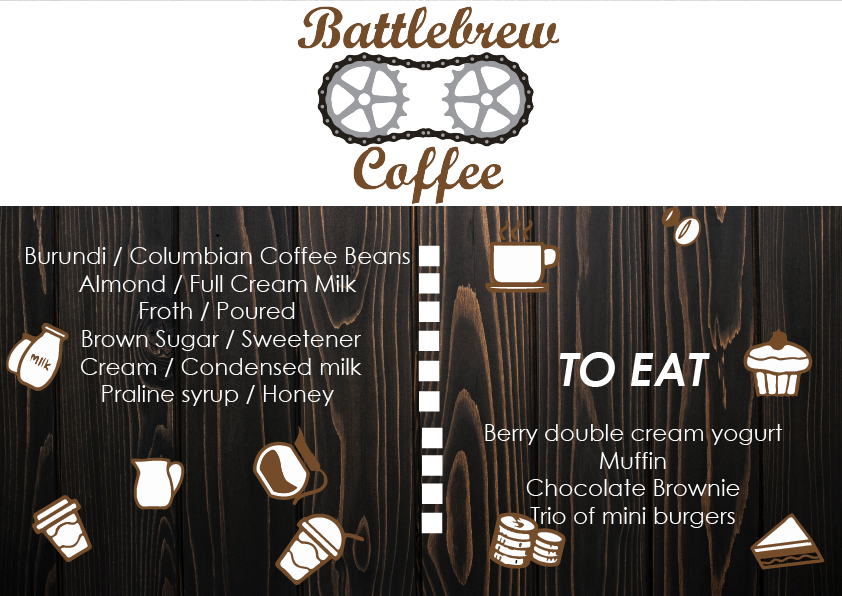 Battlebrew
Coffee
Burundi / Columbian Coffee Beans
Almond / Full Cream Milk
Froth / Poured
Brown Sugar / Sweetener
Cream / Condensed milk
Praline syrup / Honey
MILK
TO EAT
Berry double cream yogurt
Muffin
Chocolate Brownie
Trio of mini burgers